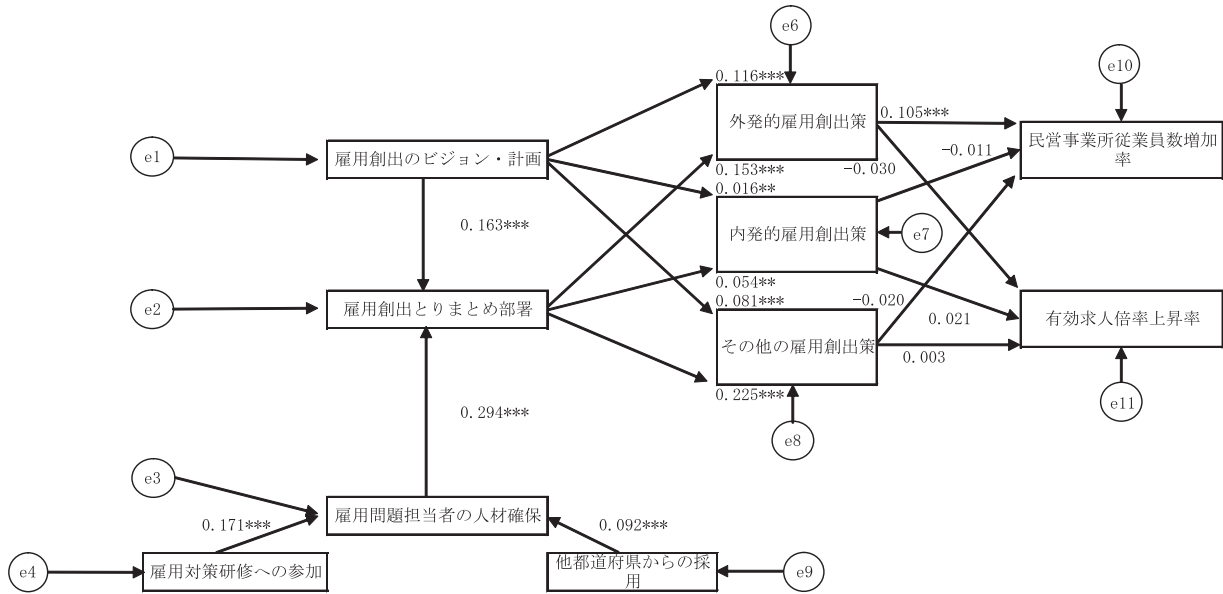 e6
e10
0.116***
外発的雇用創出策
0.105***
民営事業所従業員数増加
率
e1
雇用創出のビジョン・計画
-0.011
0.153***
-0.030
0.016**
0.163***
内発的雇用創出策
e7
0.054**
e2
雇用創出とりまとめ部署
0.081***
-0.020
0.021
有効求人倍率上昇率
その他の雇用創出策
0.003
0.225***
e11
0.294***
e8
e3
雇用問題担当者の人材確保
0.171***
0.092***
e4
雇用対策研修への参加
他都道府県からの採
用
e9